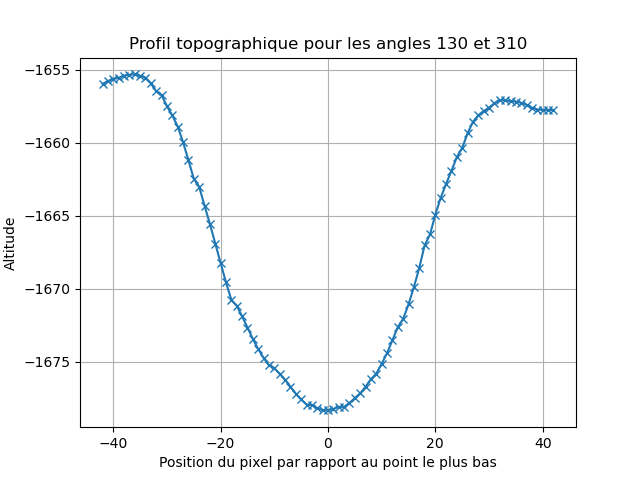 Profil topographique pour les angles 130 et 310
−1655
−1660
−1665
−1670
−1675
Altitude
−40 −20 0 20 40
Position du pixel par rapport au point le plus bas